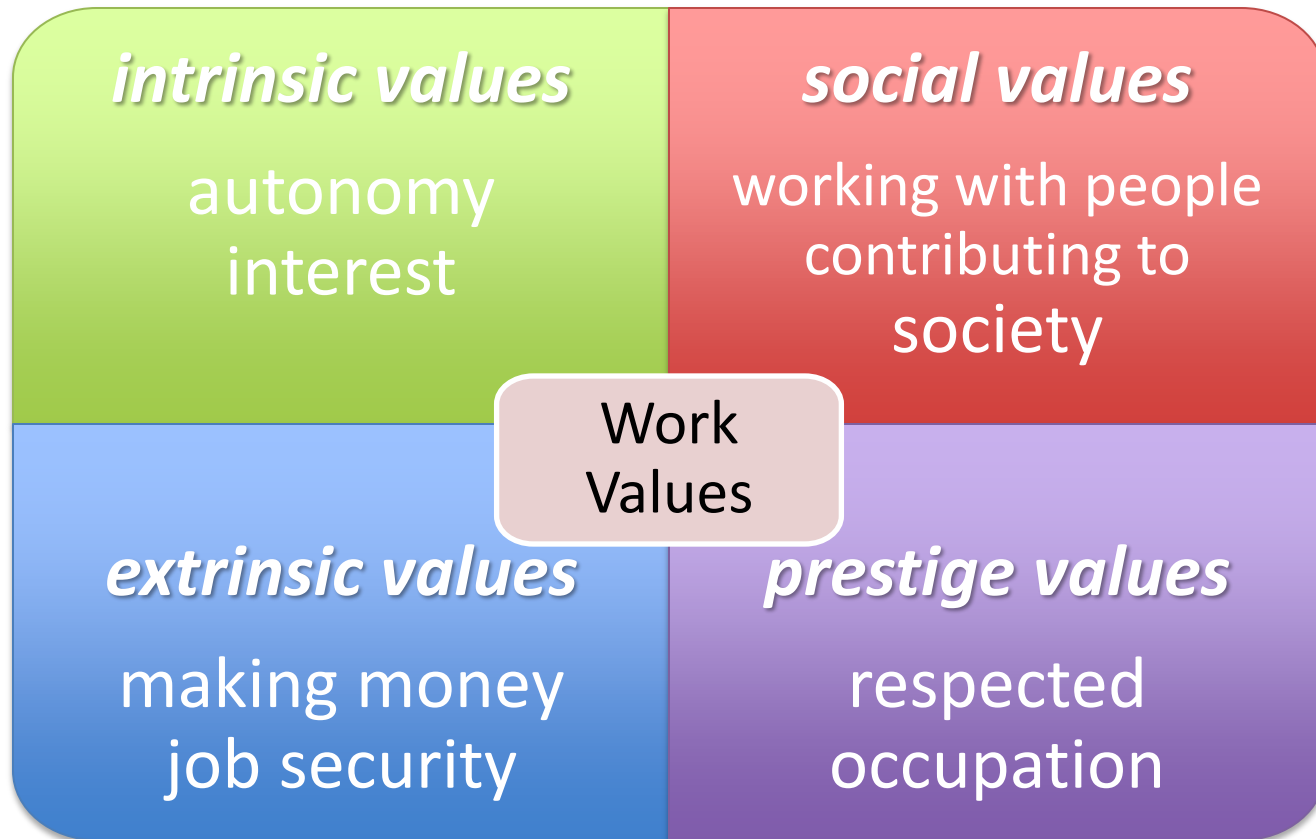 intrinsic values
autonomy
interest
social values
working with people
contributing to
society
Work
Values
extrinsic values
making money
job security
prestige values
respected
occupation